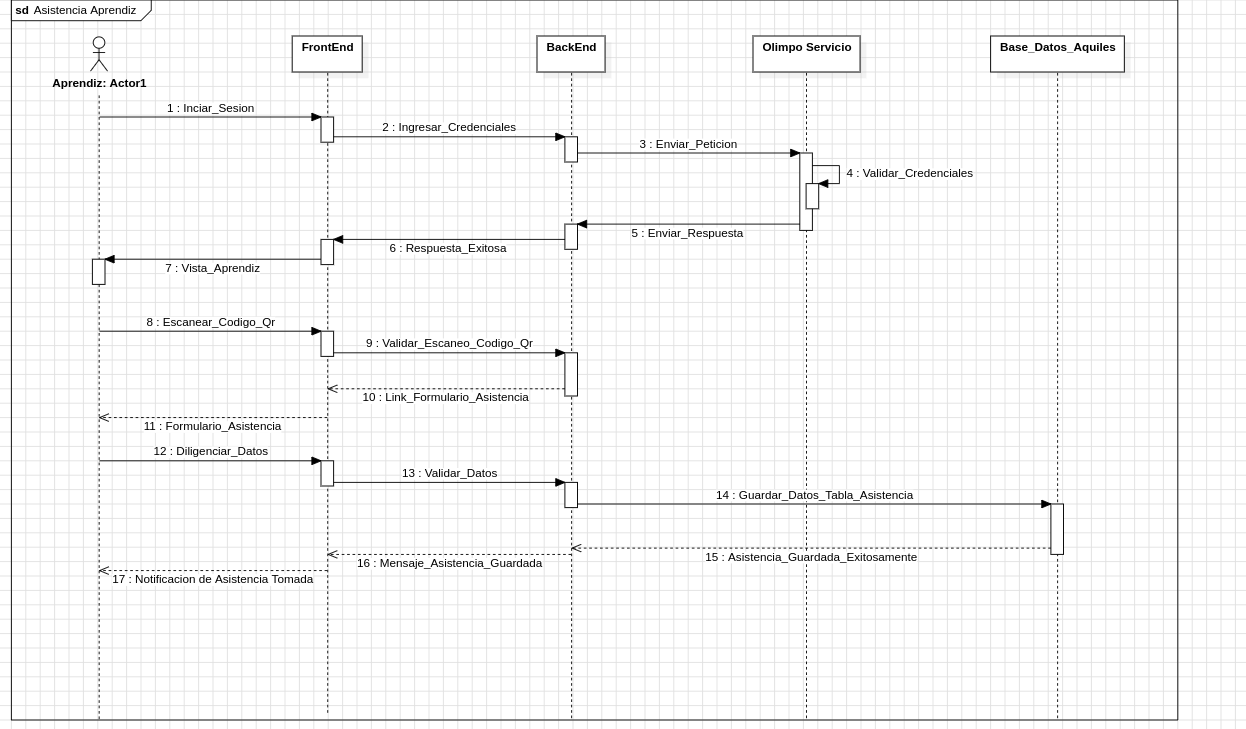 sd Asistencia Aprendiz
FrontEnd
BackEnd
Olimpo Servicio
Base_Datos_Aquiles
Aprendiz: Actor1
1 : Inciar_Sesion
2 : Ingresar_Credenciales
3 : Enviar_Peticion
4 : Validar_Credenciales
5 : Enviar_Respuesta
6 : Respuesta_Exitosa
7 : Vista_Aprendiz
8 : Escanear_Codigo_Qr
9 : Validar_Escaneo_Codigo_Qr
10 : Link_Formulario_Asistencia
11 : Formulario_Asistencia
12 : Diligenciar_Datos
13 : Validar_Datos
14 : Guardar_Datos_Tabla_Asistencia
15 : Asistencia_Guardada_Exitosamente
16 : Mensaje_Asistencia_Guardada
17 : Notificacion de Asistencia Tomada